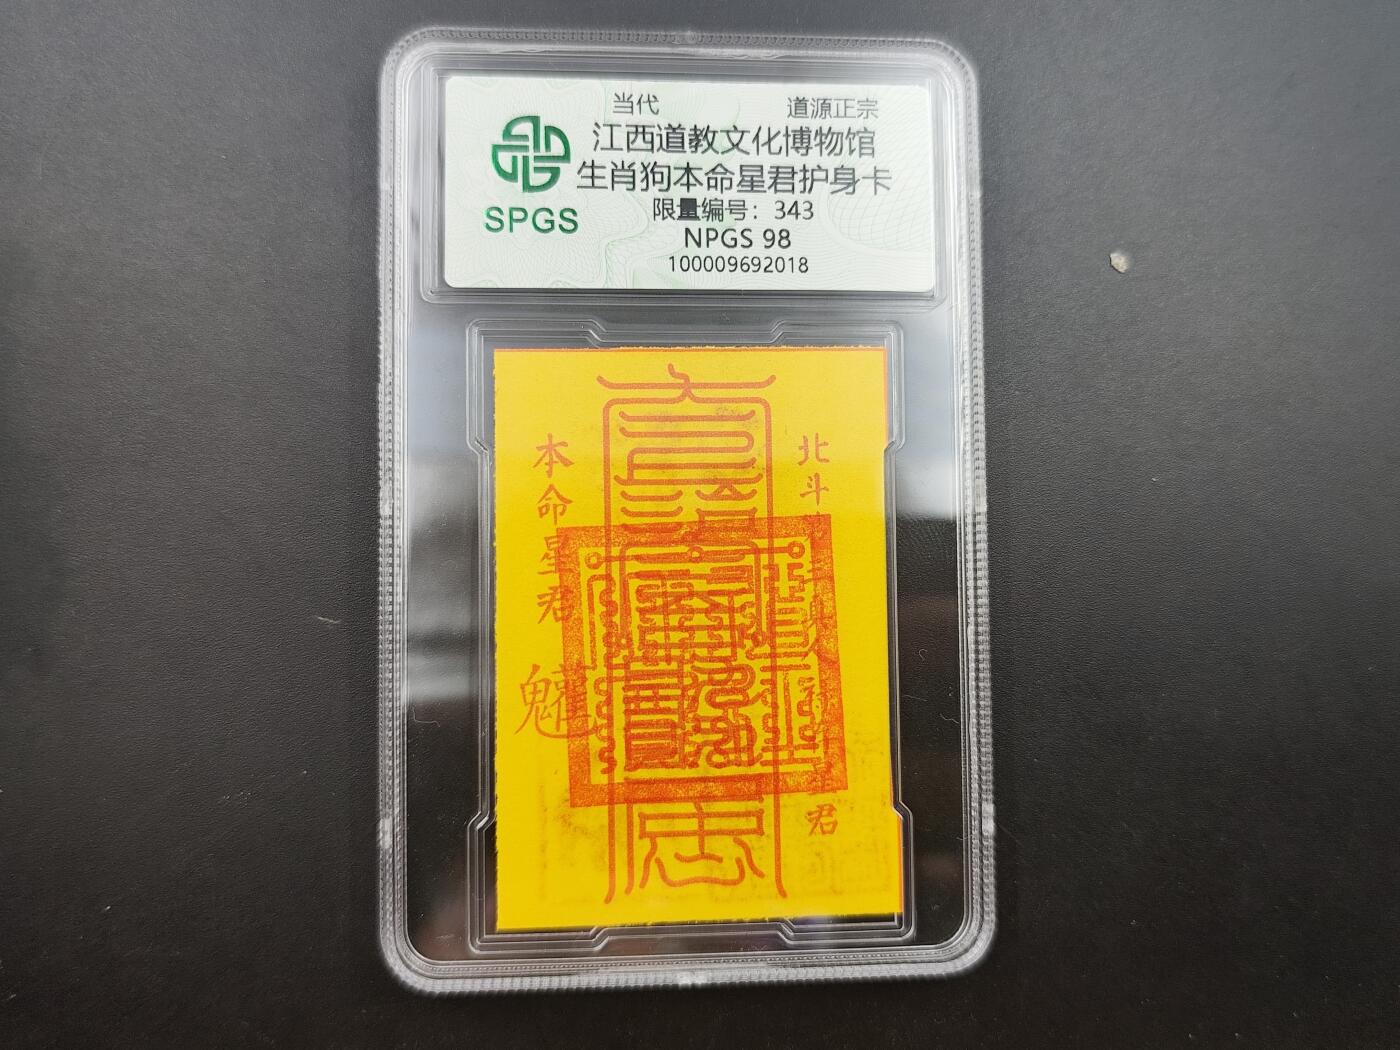 当代 道源正宗
江西道教文化博物馆
生肖狗本命星君护身卡
限量编号：343
NPGS 98
100009692018
SPGS
北斗
星君
本命星君